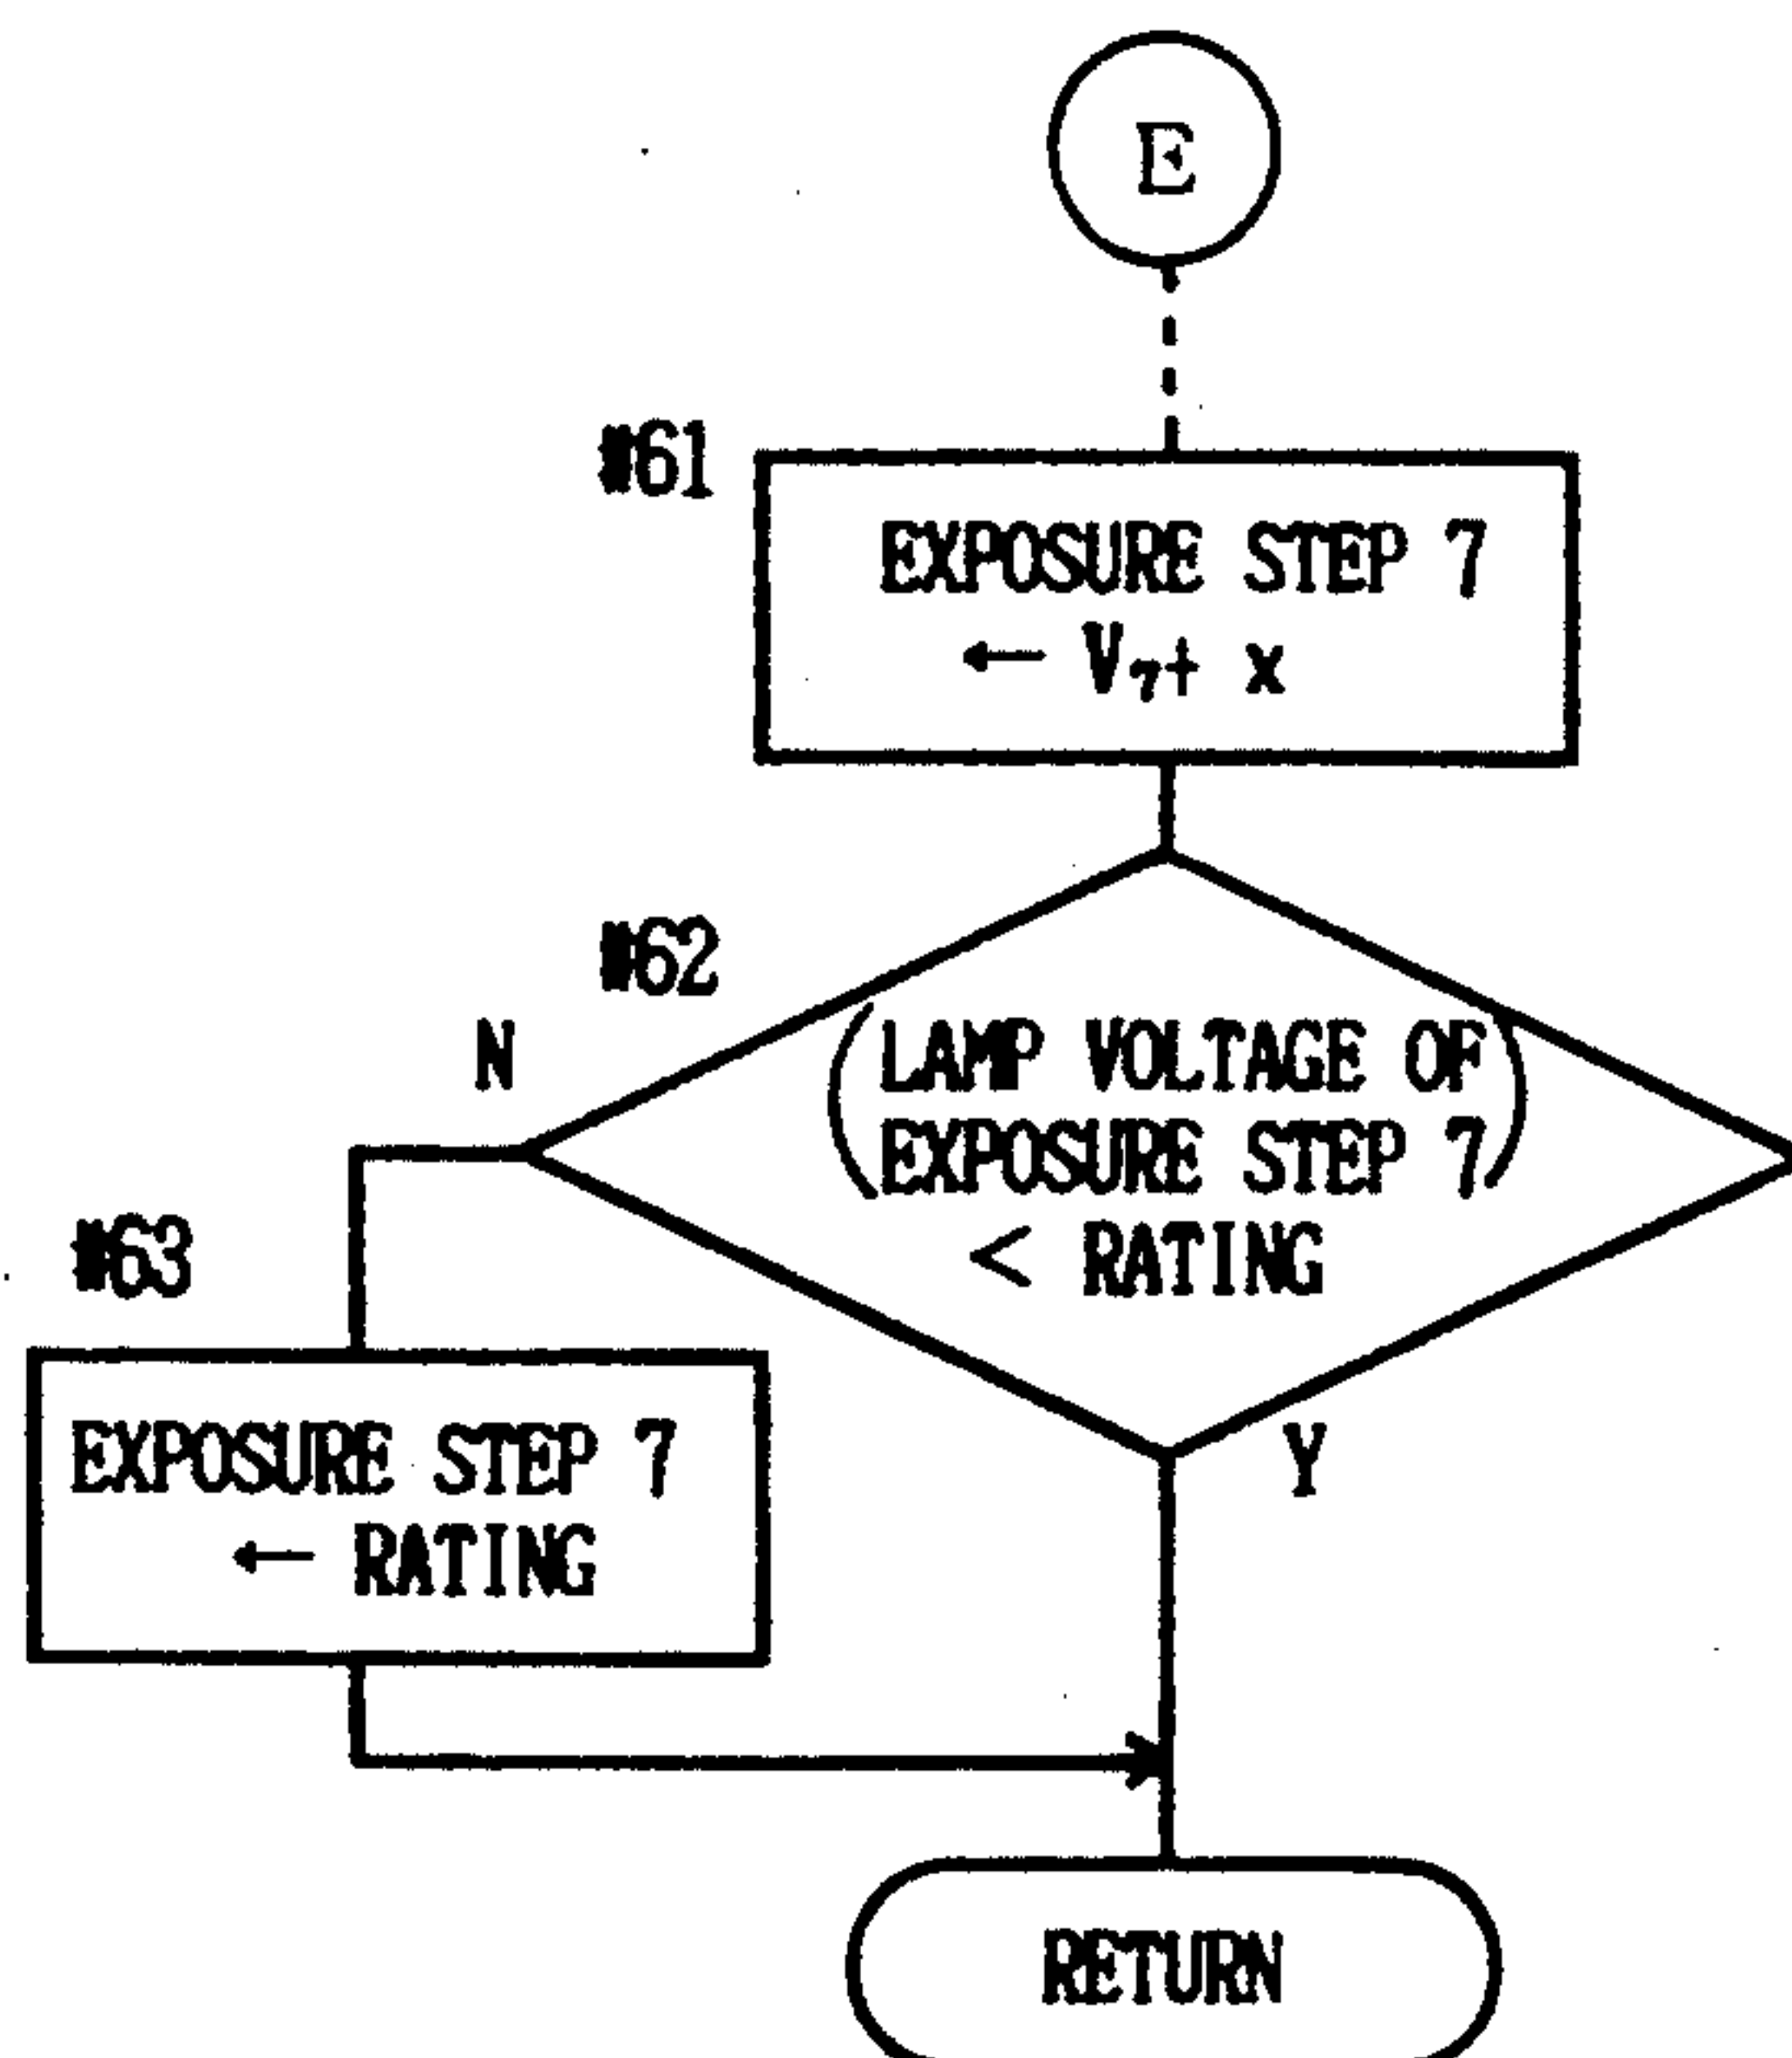 E
#61
EXPOSURE STEP 7
← V₇+ x
#62
N
(LAMP VOLTAGE OF
EXPOSURE STEP 7)
< RATING
#63
EXPOSURE STEP 7
← RATING
Y
RETURN